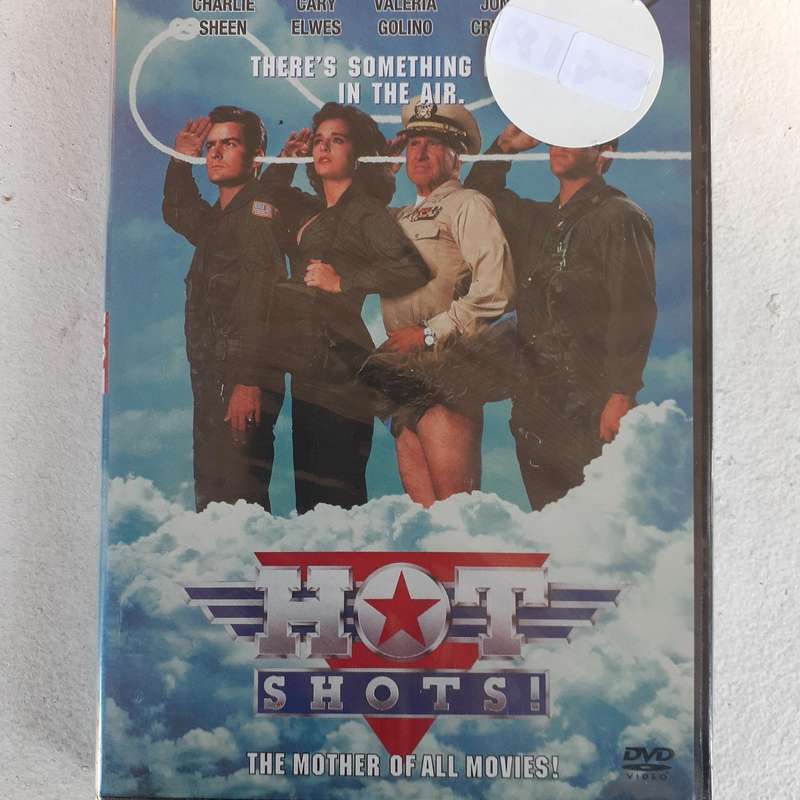 CHARLIE CARY VALERIA
SHEEN ELWES GOLINO
THERE'S SOMETHING
IN THE AIR.
HOT
SHOTS!
THE MOTHER OF ALL MOVIES!
DVD
VIDEO